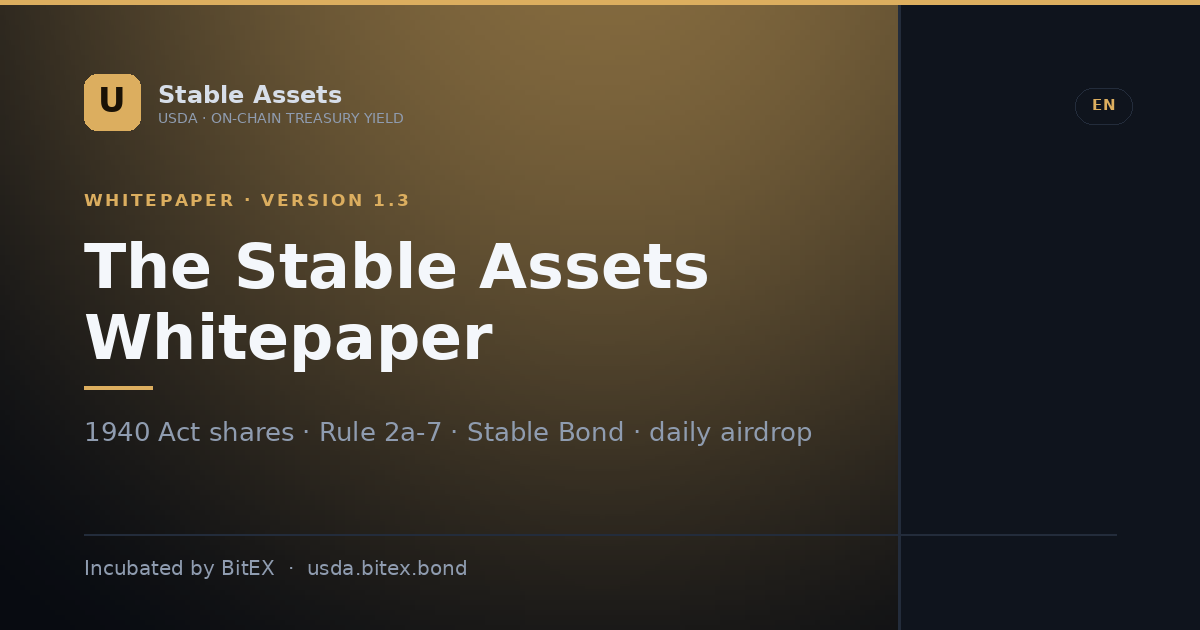 U
Stable Assets
USDA · ON-CHAIN TREASURY YIELD
EN
WHITEPAPER · VERSION 1.3
The Stable Assets
Whitepaper
1940 Act shares · Rule 2a-7 · Stable Bond · daily airdrop
Incubated by BitEX · usda.bitex.bond